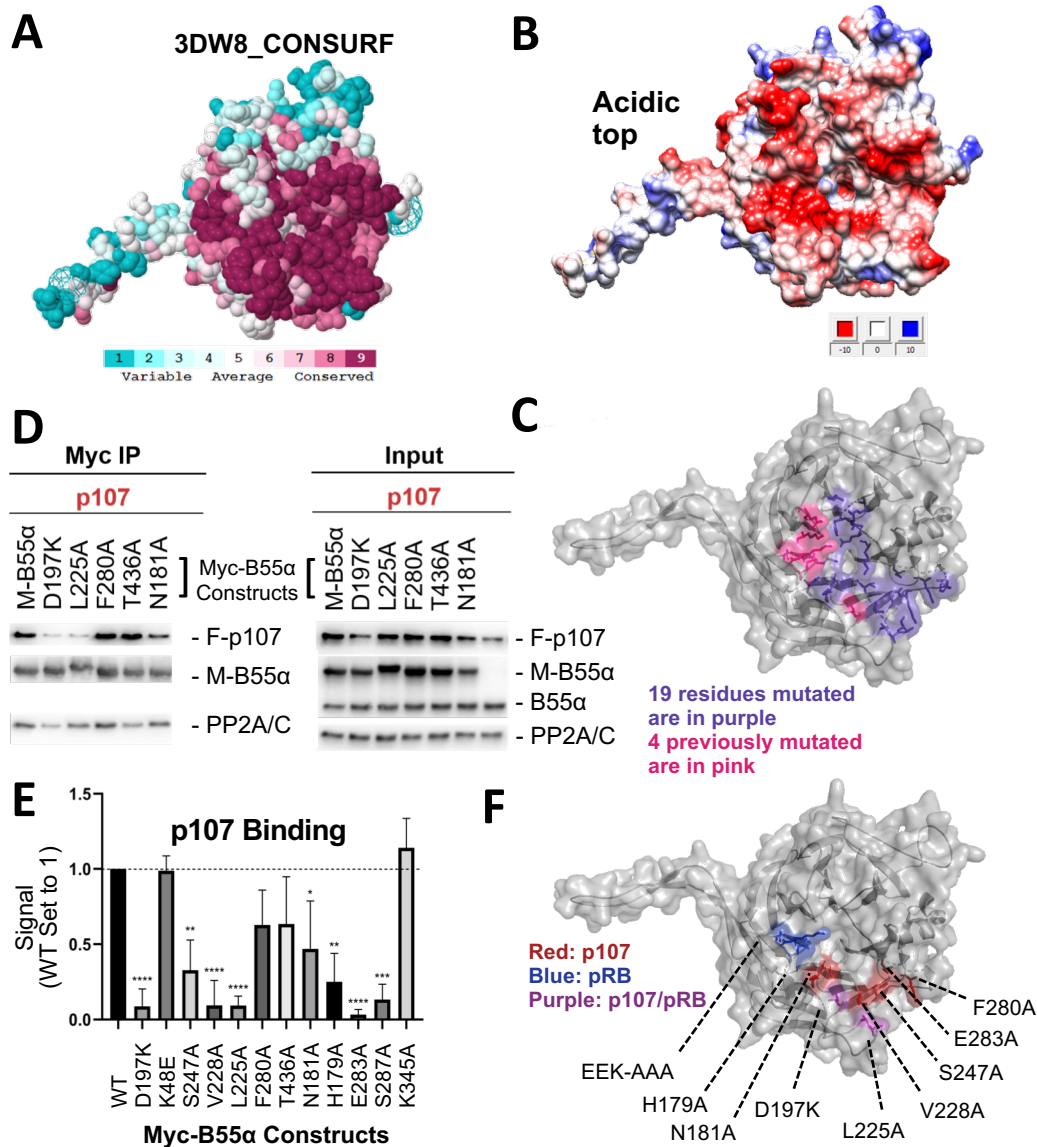 A
3DW8_CONSURF
1 2 3 4 5 6 7 8 9
Variable Average Conserved
B
Acidic
top
-10 0 10
C
19 residues mutated
are in purple
4 previously mutated
are in pink
D
Myc IP
p107
M-B55α
D197K
L225A
F280A
T436A
N181A
] Myc-B55α [
Constructs
Input
p107
M-B55α
D197K
L225A
F280A
T436A
N181A
- F-p107
- M-B55α
- PP2A/C
- F-p107
- M-B55α
- B55α
- PP2A/C
E
p107 Binding
Signal
(WT Set to 1)
1.5
1.0
0.5
0.0
**** ** **** **** * ** **** ***
WT
D197K
K48E
S247A
V228A
L225A
F280A
T436A
N181A
H179A
E283A
S287A
K345A
Myc-B55α Constructs
F
Red: p107
Blue: pRB
Purple: p107/pRB
EEK-AAA
H179A
N181A
D197K
L225A
V228A
S247A
E283A
F280A